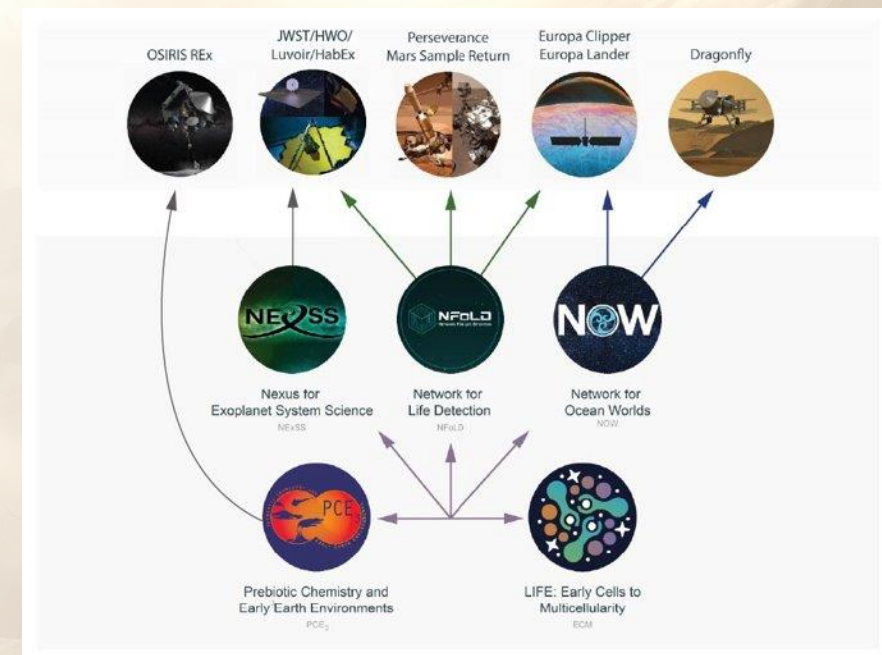 OSIRIS REx
JWST/HWO/
Luvoir/HabEx
Perseverance
Mars Sample Return
Europa Clipper
Europa Lander
Dragonfly
NEXSS
NFoLD
NOW
Nexus for
Exoplanet System Science
NExSS
Network for
Life Detection
NFoLD
Network for
Ocean Worlds
NOW
PCE
Prebiotic Chemistry and
Early Earth Environments
PCE3
LIFE: Early Cells to
Multicellularity
ECM